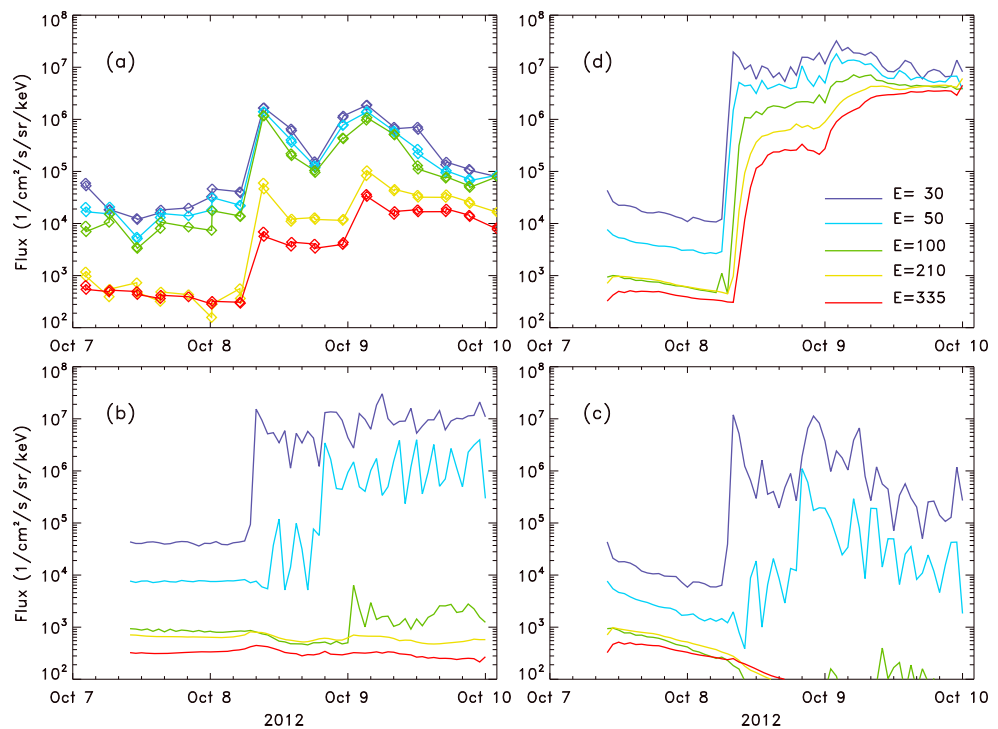 (a)
Flux (1/cm²/s/sr/keV)
10⁸
10⁷
10⁶
10⁵
10⁴
10³
10²
Oct 7
Oct 8
Oct 9
Oct 10
(d)
10⁸
10⁷
10⁶
10⁵
10⁴
10³
10²
E= 30
E= 50
E=100
E=210
E=335
Oct 7
Oct 8
Oct 9
Oct 10
(b)
Flux (1/cm²/s/sr/keV)
10⁸
10⁷
10⁶
10⁵
10⁴
10³
10²
Oct 7
Oct 8
Oct 9
Oct 10
2012
(c)
10⁸
10⁷
10⁶
10⁵
10⁴
10³
10²
Oct 7
Oct 8
Oct 9
Oct 10
2012